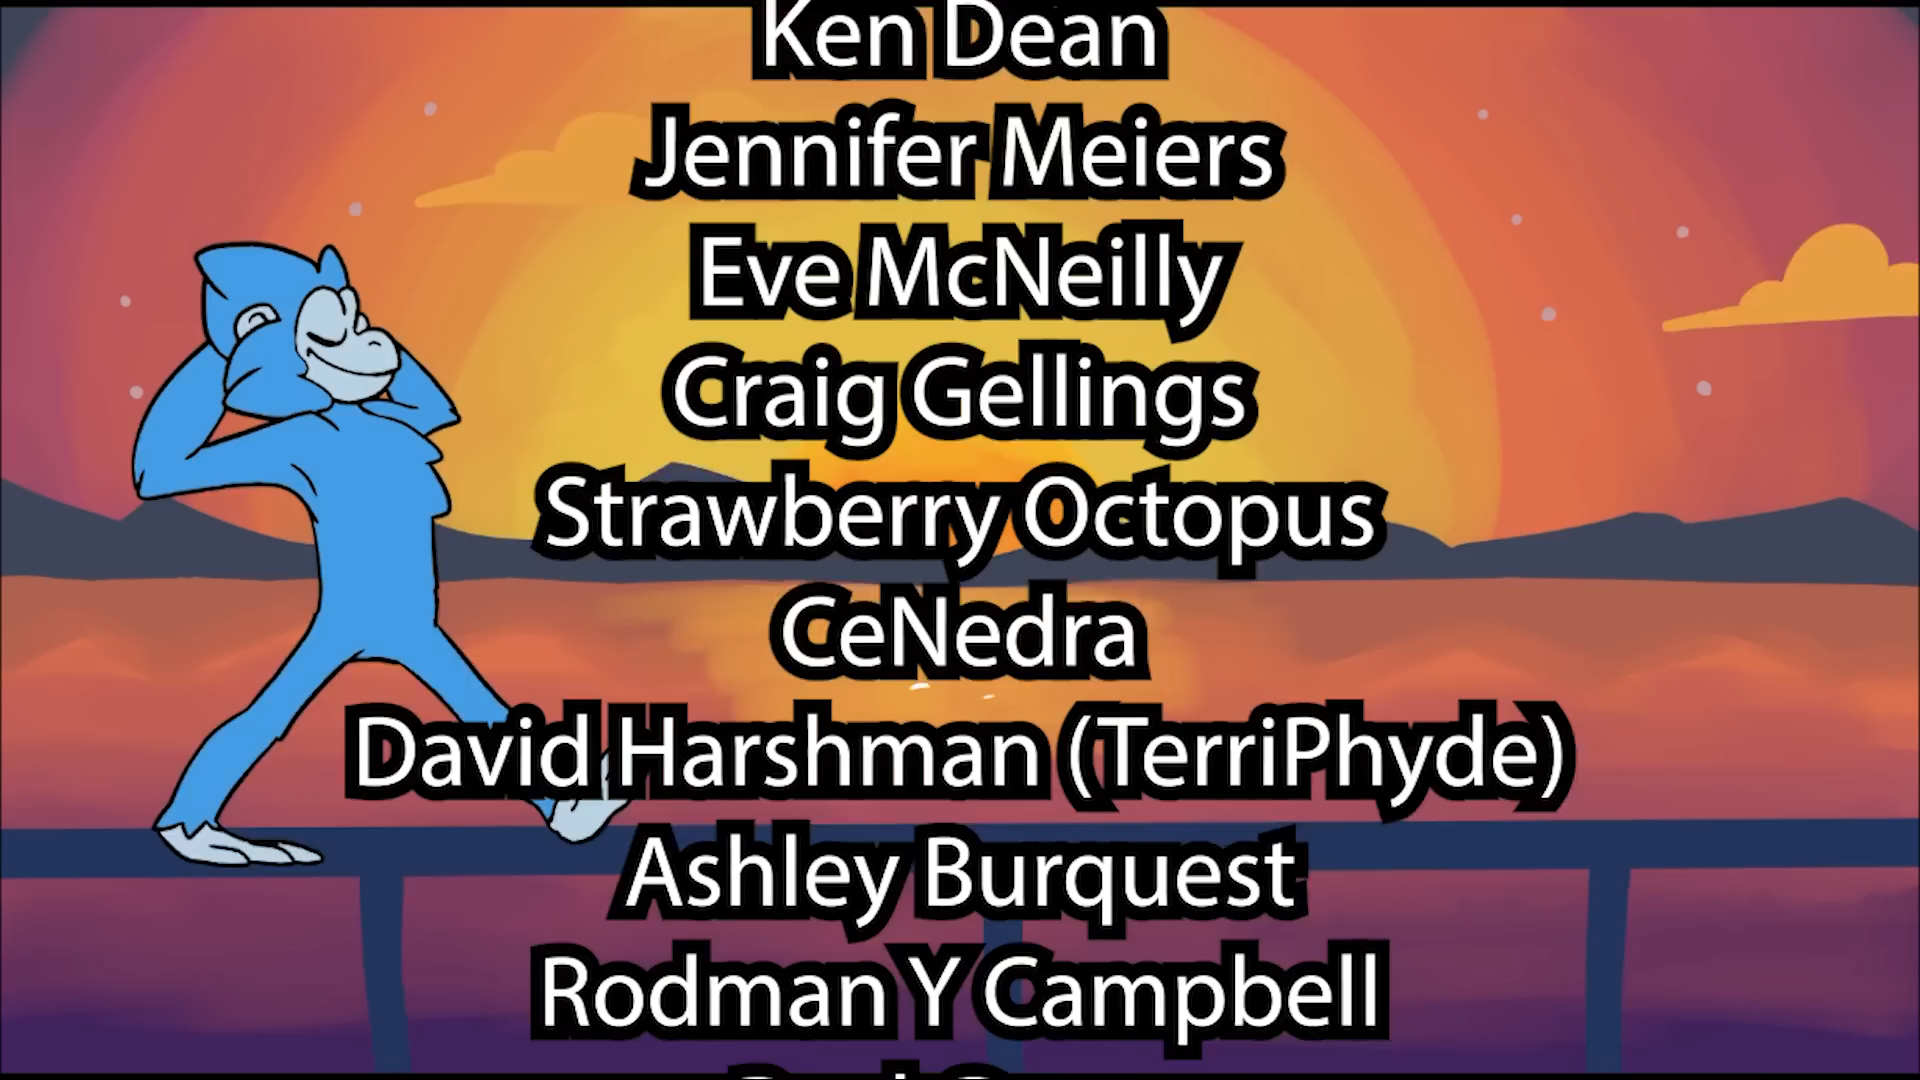 Ken Dean
Jennifer Meiers
Eve McNeilly
Craig Gellings
Strawberry Octopus
CeNedra
David Harshman (TerriPhyde)
Ashley Burquest
Rodman Y Campbell